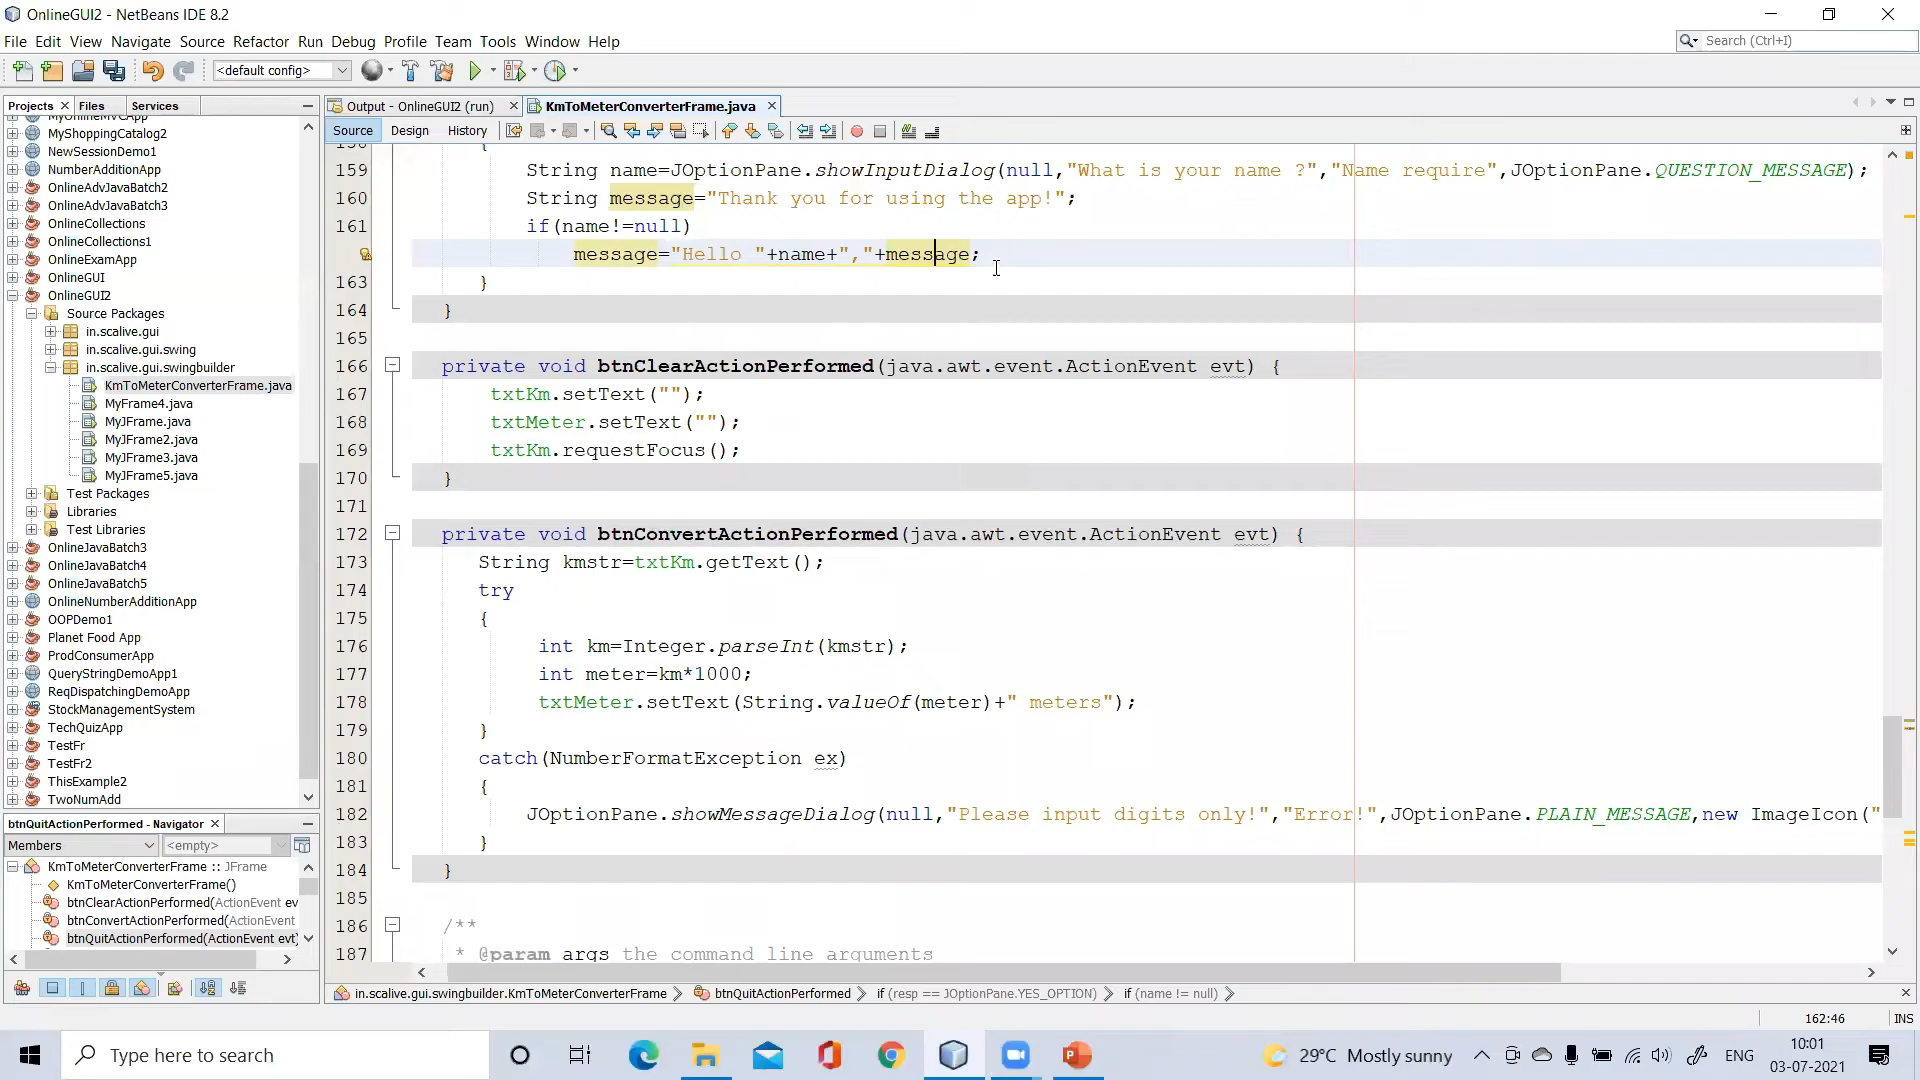 OnlineGUI2 - NetBeans IDE 8.2
File Edit View Navigate Source Refactor Run Debug Profile Team Tools Window Help
Search (Ctrl+I)
<default config>
Projects Files Services
Output - OnlineGUI2 (run) KmToMeterConverterFrame.java
Source Design History
MyOnlineMVCApp
MyShoppingCatalog2
NewSessionDemo1
NumberAdditionApp
OnlineAdvJavaBatch2
OnlineAdvJavaBatch3
OnlineCollections
OnlineCollections1
OnlineExamApp
OnlineGUI
OnlineGUI2
Source Packages
in.scalive.gui
in.scalive.gui.swing
in.scalive.gui.swingbuilder
KmToMeterConverterFrame.java
MyFrame4.java
MyJFrame.java
MyJFrame2.java
MyJFrame3.java
MyJFrame5.java
Test Packages
Libraries
Test Libraries
OnlineJavaBatch3
OnlineJavaBatch4
OnlineJavaBatch5
OnlineNumberAdditionApp
OOPDemo1
Planet Food App
ProdConsumerApp
QueryStringDemoApp1
ReqDispatchingDemoApp
StockManagementSystem
TechQuizApp
TestFr
TestFr2
ThisExample2
TwoNumAdd
btnQuitActionPerformed - Navigator
Members <empty>
KmToMeterConverterFrame :: JFrame
KmToMeterConverterFrame()
btnClearActionPerformed(ActionEvent ev
btnConvertActionPerformed(ActionEvent
btnQuitActionPerformed(ActionEvent evt)
158 {
159 String name=JOptionPane.showInputDialog(null,"What is your name ?","Name require",JOptionPane.QUESTION_MESSAGE);
160 String message="Thank you for using the app!";
161 if(name!=null)
message="Hello "+name+","+message;
163 }
164 }
165
166 private void btnClearActionPerformed(java.awt.event.ActionEvent evt) {
167 txtKm.setText("");
168 txtMeter.setText("");
169 txtKm.requestFocus();
170 }
171
172 private void btnConvertActionPerformed(java.awt.event.ActionEvent evt) {
173 String kmstr=txtKm.getText();
174 try
175 {
176 int km=Integer.parseInt(kmstr);
177 int meter=km*1000;
178 txtMeter.setText(String.valueOf(meter)+" meters");
179 }
180 catch(NumberFormatException ex)
181 {
182 JOptionPane.showMessageDialog(null,"Please input digits only!","Error!",JOptionPane.PLAIN_MESSAGE,new ImageIcon("
183 }
184 }
185
186 /**
187 * @param args the command line arguments
in.scalive.gui.swingbuilder.KmToMeterConverterFrame btnQuitActionPerformed if (resp == JOptionPane.YES_OPTION) if (name != null)
162:46 INS
Type here to search
29°C Mostly sunny
ENG
10:01
03-07-2021